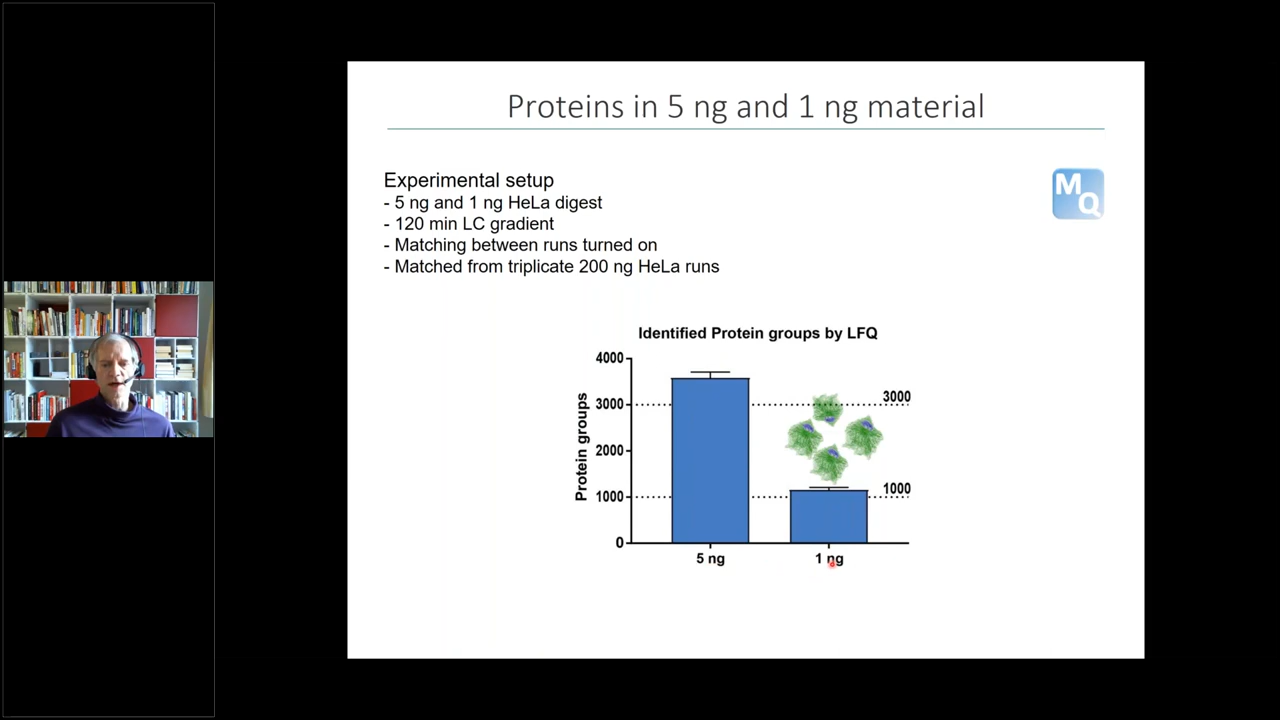 Proteins in 5 ng and 1 ng material
Experimental setup
- 5 ng and 1 ng HeLa digest
- 120 min LC gradient
- Matching between runs turned on
- Matched from triplicate 200 ng HeLa runs
MQ
Identified Protein groups by LFQ
Protein groups
4000
3000
2000
1000
0
3000
1000
5 ng
1 ng